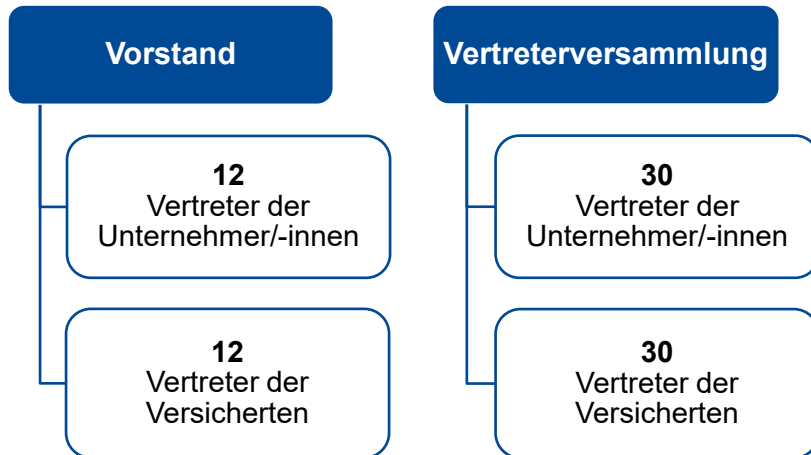 Vorstand
12
Vertreter der
Unternehmer/-innen
12
Vertreter der
Versicherten
Vertreterversammlung
30
Vertreter der
Unternehmer/-innen
30
Vertreter der
Versicherten